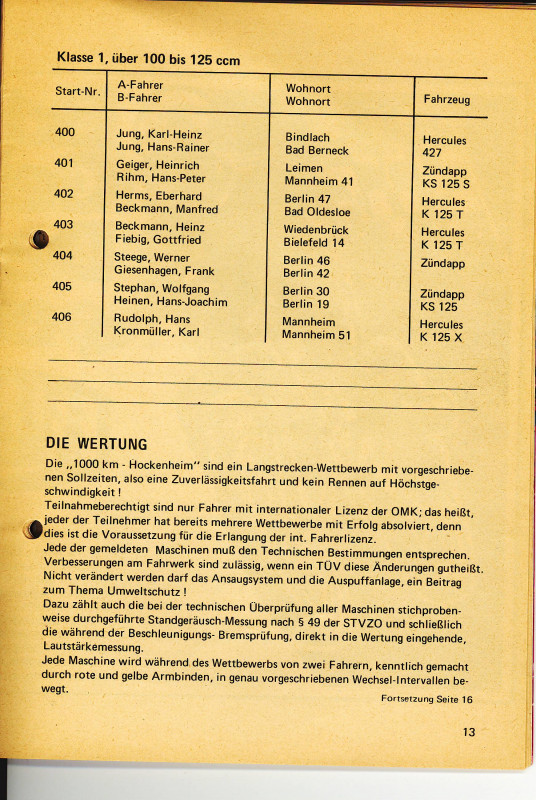 Klasse 1, über 100 bis 125 ccm
Start-Nr. A-Fahrer Wohnort Fahrzeug
B-Fahrer Wohnort
400 Jung, Karl-Heinz Bindlach Hercules
Jung, Hans-Rainer Bad Berneck 427
401 Geiger, Heinrich Leimen Zündapp
Rihm, Hans-Peter Mannheim 41 KS 125 S
402 Herms, Eberhard Berlin 47 Hercules
Beckmann, Manfred Bad Oldesloe K 125 T
403 Beckmann, Heinz Wiedenbrück Hercules
Fiebig, Gottfried Bielefeld 14 K 125 T
404 Steege, Werner Berlin 46 Zündapp
Giesenhagen, Frank Berlin 42
405 Stephan, Wolfgang Berlin 30 Zündapp
Heinen, Hans-Joachim Berlin 19 KS 125
406 Rudolph, Hans Mannheim Hercules
Kronmüller, Karl Mannheim 51 K 125 X
DIE WERTUNG
Die „1000 km - Hockenheim“ sind ein Langstrecken-Wettbewerb mit vorgeschriebe-
nen Sollzeiten, also eine Zuverlässigkeitsfahrt und kein Rennen auf Höchstge-
schwindigkeit !
Teilnahmeberechtigt sind nur Fahrer mit internationaler Lizenz der OMK; das heißt,
jeder der Teilnehmer hat bereits mehrere Wettbewerbe mit Erfolg absolviert, denn
dies ist die Voraussetzung für die Erlangung der int. Fahrerlizenz.
Jede der gemeldeten Maschinen muß den Technischen Bestimmungen entsprechen.
Verbesserungen am Fahrwerk sind zulässig, wenn ein TÜV diese Änderungen gutheißt.
Nicht verändert werden darf das Ansaugsystem und die Auspuffanlage, ein Beitrag
zum Thema Umweltschutz !
Dazu zählt auch die bei der technischen Überprüfung aller Maschinen stichproben-
weise durchgeführte Standgeräusch-Messung nach § 49 der STVZO und schließlich
die während der Beschleunigungs- Bremsprüfung, direkt in die Wertung eingehende,
Lautstärkemessung.
Jede Maschine wird während des Wettbewerbs von zwei Fahrern, kenntlich gemacht
durch rote und gelbe Armbinden, in genau vorgeschriebenen Wechsel-Intervallen be-
wegt.
Fortsetzung Seite 16
13